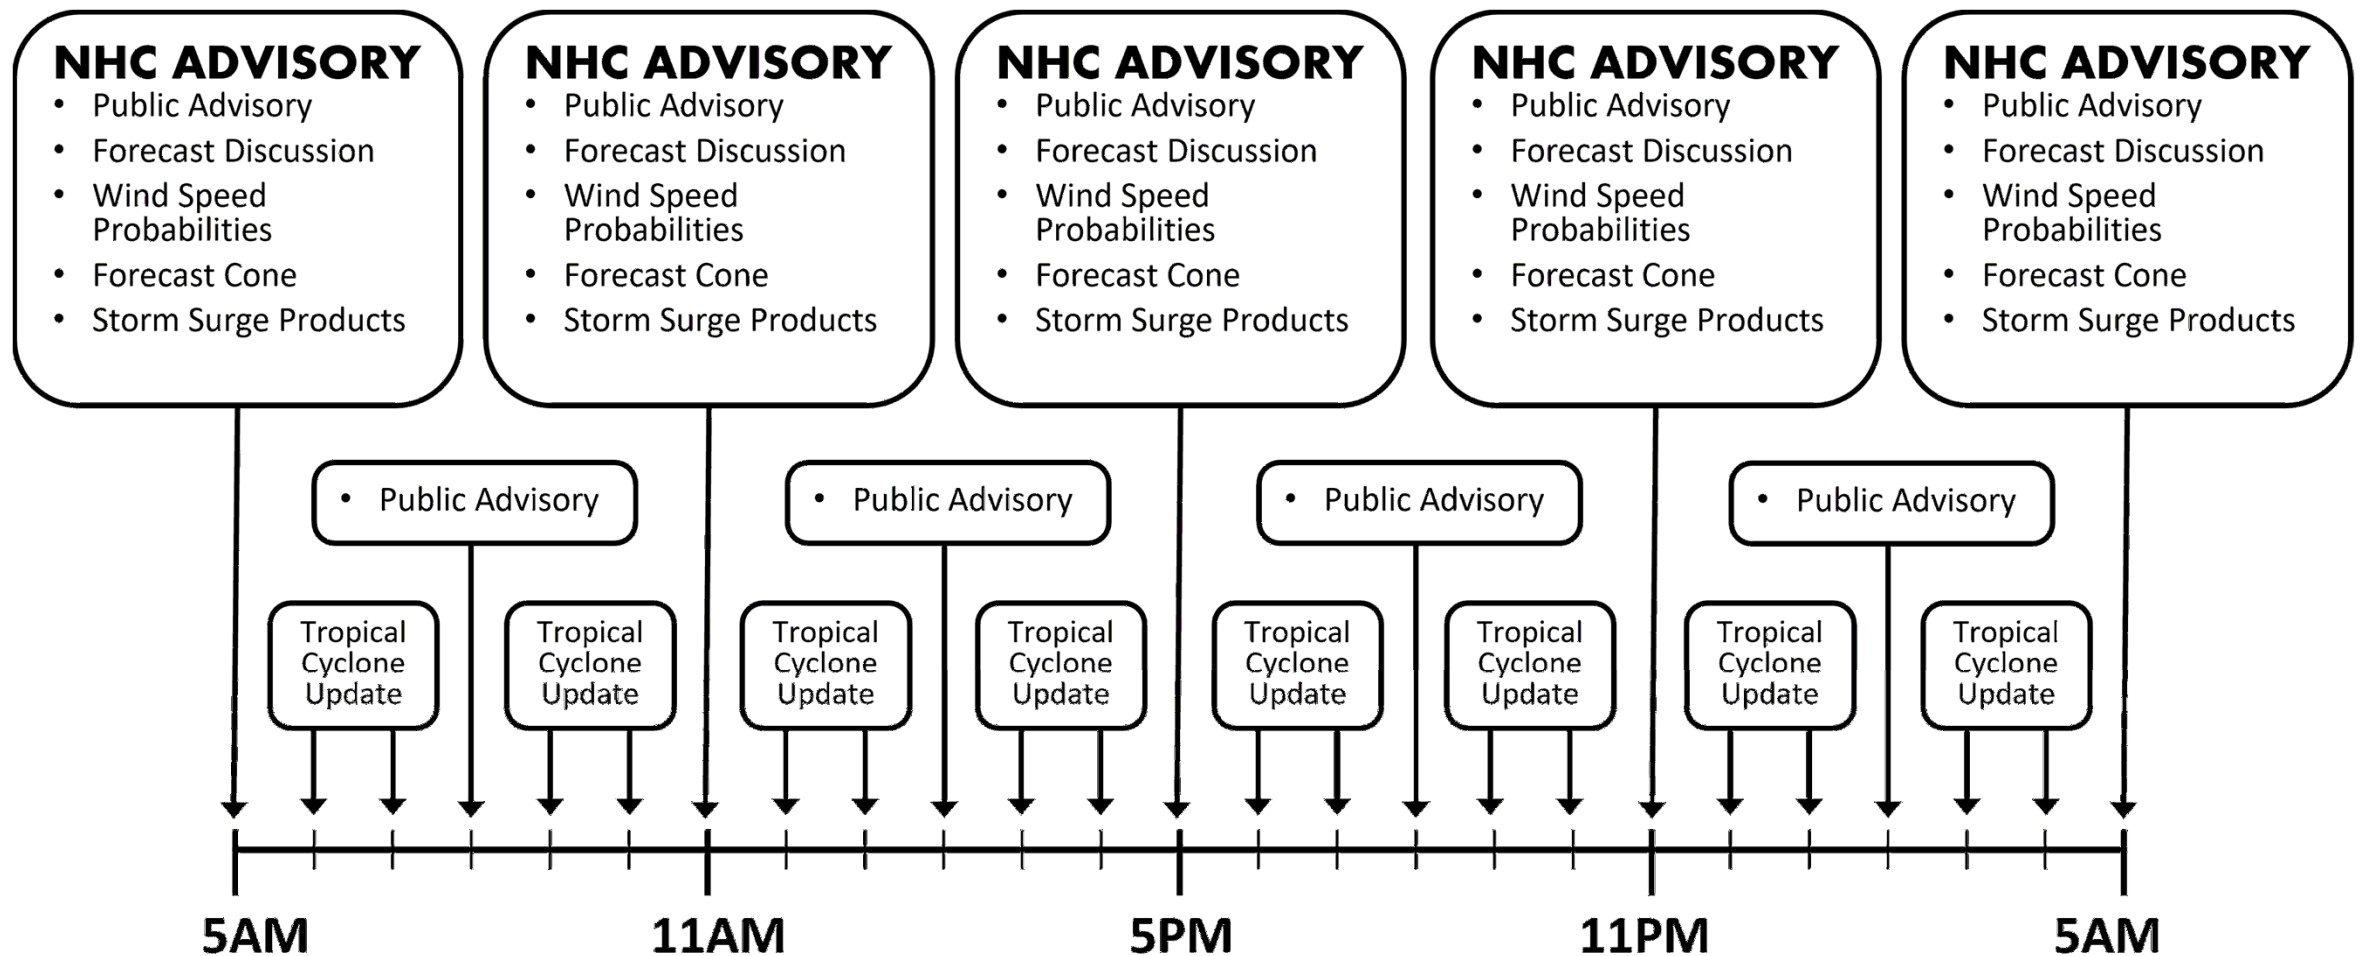 NHC ADVISORY
• Public Advisory
• Forecast Discussion
• Wind Speed
Probabilities
• Forecast Cone
• Storm Surge Products
NHC ADVISORY
• Public Advisory
• Forecast Discussion
• Wind Speed
Probabilities
• Forecast Cone
• Storm Surge Products
NHC ADVISORY
• Public Advisory
• Forecast Discussion
• Wind Speed
Probabilities
• Forecast Cone
• Storm Surge Products
NHC ADVISORY
• Public Advisory
• Forecast Discussion
• Wind Speed
Probabilities
• Forecast Cone
• Storm Surge Products
NHC ADVISORY
• Public Advisory
• Forecast Discussion
• Wind Speed
Probabilities
• Forecast Cone
• Storm Surge Products
• Public Advisory
• Public Advisory
• Public Advisory
• Public Advisory
Tropical
Cyclone
Update
Tropical
Cyclone
Update
Tropical
Cyclone
Update
Tropical
Cyclone
Update
Tropical
Cyclone
Update
Tropical
Cyclone
Update
Tropical
Cyclone
Update
Tropical
Cyclone
Update
5AM
11AM
5PM
11PM
5AM